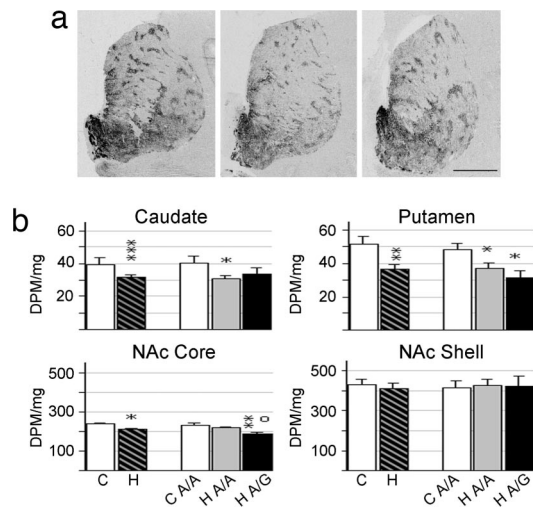 a
b
Caudate
Putamen
DPM/mg
60
40
20
***
*
DPM/mg
60
40
20
**
*
*
NAc Core
NAc Shell
DPM/mg
500
300
100
*
**
o
DPM/mg
500
300
100
C
H
C A/A
H A/A
H A/G
C
H
C A/A
H A/A
H A/G